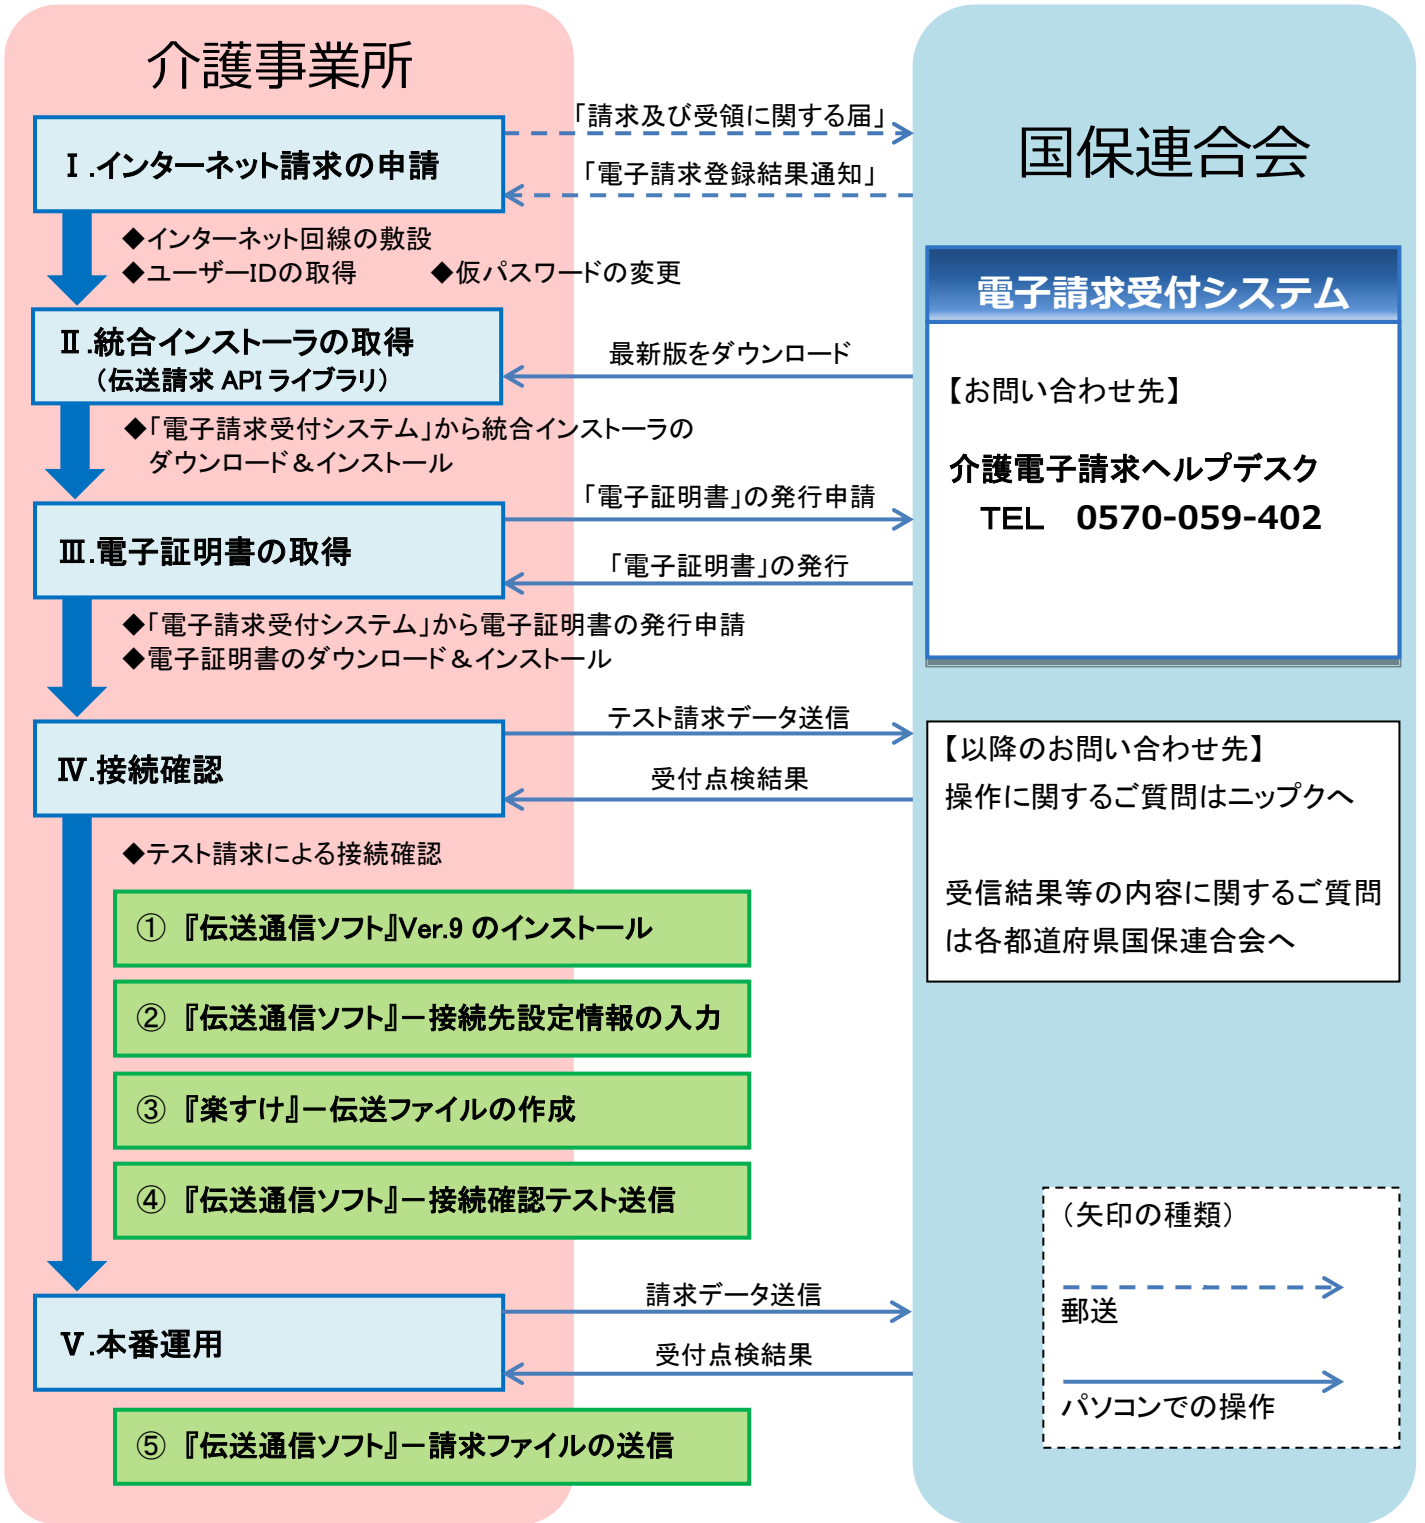 介護事業所
Ⅰ.インターネット請求の申請
「請求及び受領に関する届」
「電子請求登録結果通知」
◆インターネット回線の敷設
◆ユーザーIDの取得　　◆仮パスワードの変更
Ⅱ.統合インストーラの取得
（伝送請求 API ライブラリ）
最新版をダウンロード
◆「電子請求受付システム」から統合インストーラの
ダウンロード＆インストール
Ⅲ.電子証明書の取得
「電子証明書」の発行申請
「電子証明書」の発行
◆「電子請求受付システム」から電子証明書の発行申請
◆電子証明書のダウンロード＆インストール
Ⅳ.接続確認
テスト請求データ送信
受付点検結果
◆テスト請求による接続確認
① 『伝送通信ソフト』Ver.9 のインストール
② 『伝送通信ソフト』－接続先設定情報の入力
③ 『楽すけ』－伝送ファイルの作成
④ 『伝送通信ソフト』－接続確認テスト送信
Ⅴ.本番運用
請求データ送信
受付点検結果
⑤ 『伝送通信ソフト』－請求ファイルの送信
国保連合会
電子請求受付システム
【お問い合わせ先】
介護電子請求ヘルプデスク
TEL　0570-059-402
【以降のお問い合わせ先】
操作に関するご質問はニップクへ
受信結果等の内容に関するご質問
は各都道府県国保連合会へ
（矢印の種類）
郵送
パソコンでの操作